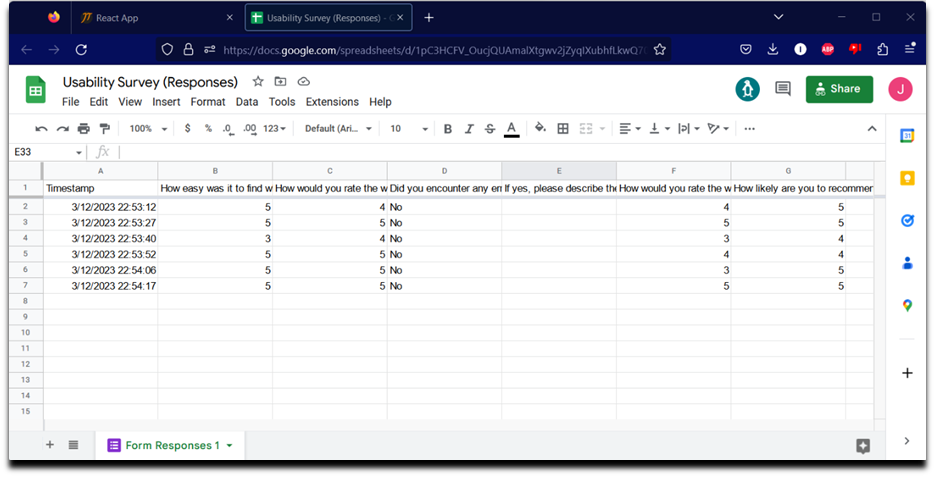 React App
Usability Survey (Responses) - G
https://docs.google.com/spreadsheets/d/1pC3HCFV_OucjQUAmalXtgwv2jZyqIXubhfLkwQ7
ABP
Usability Survey (Responses)
Share
J
File Edit View Insert Format Data Tools Extensions Help
100% $ % .0 .00 123 Default (Ari... 10 B I S A
E33 fx
31
A B C D E F G
1 Timestamp How easy was it to find w How would you rate the w Did you encounter any err If yes, please describe the How would you rate the w How likely are you to recommen
2 3/12/2023 22:53:12 5 4 No 4 5
3 3/12/2023 22:53:27 5 5 No 5 5
4 3/12/2023 22:53:40 3 4 No 3 4
5 3/12/2023 22:53:52 5 5 No 4 4
6 3/12/2023 22:54:06 5 5 No 3 5
7 3/12/2023 22:54:17 5 5 No 5 5
8
9
10
11
12
13
14
15
Form Responses 1